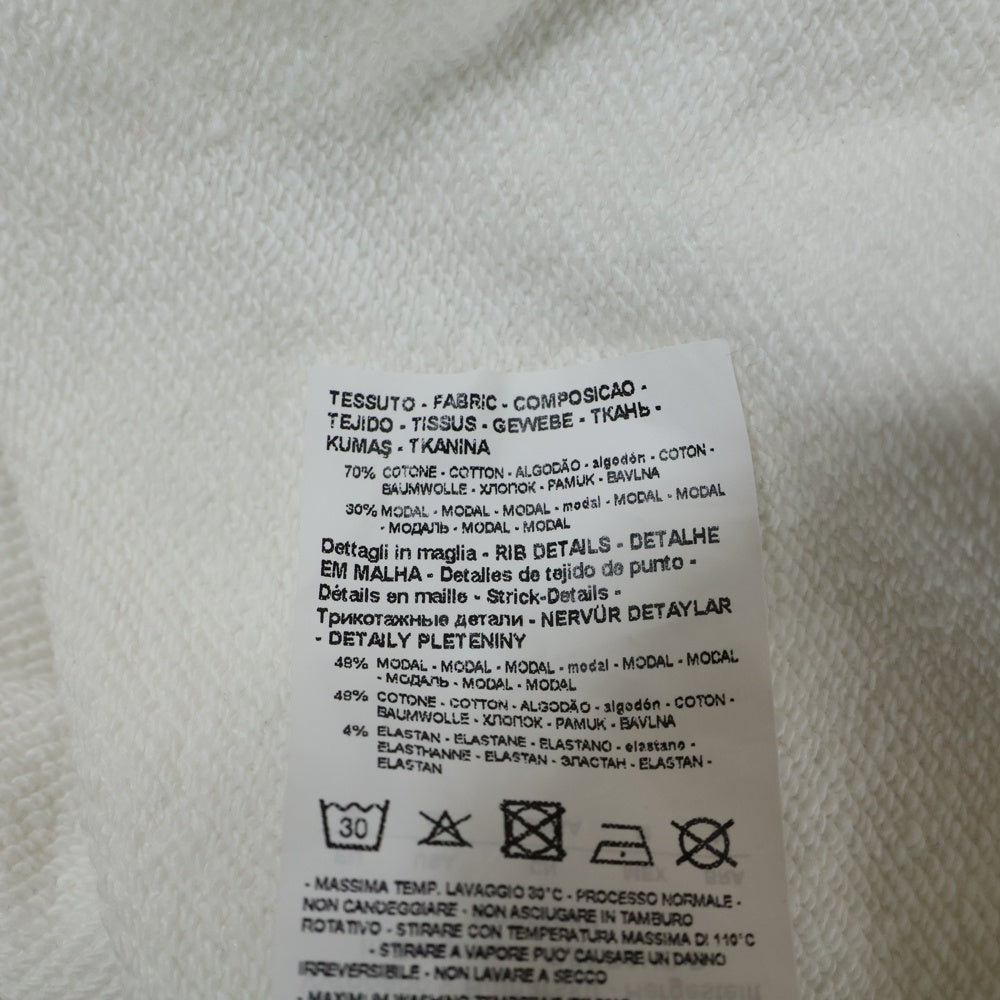 TESSUTO - FABRIC - COMPOSICAO -
TEJIDO - TISSUS - GEWEBE - ТКАНЬ -
KUMAŞ - TKANINA
70% COTONE - COTTON - ALGODÃO - algodón - COTON -
BAUMWOLLE - ХЛОПОК - PAMUK - BAVLNA
30% MODAL - MODAL - MODAL - modal - MODAL - MODAL
- МОДАЛЬ - MODAL - MODAL
Dettagli in maglia - RIB DETAILS - DETALHE
EM MALHA - Detalles de tejido de punto -
Détails en maille - Strick-Details -
Трикотажные детали - NERVÜR DETAYLAR
- DETAILY PLETENINY
48% MODAL - MODAL - MODAL - modal - MODAL - MODAL
- МОДАЛЬ - MODAL - MODAL
48% COTONE - COTTON - ALGODÃO - algodón - COTON -
BAUMWOLLE - ХЛОПОК - PAMUK - BAVLNA
4% ELASTAN - ELASTANE - ELASTANO - elastano -
ELASTHANNE - ELASTAN - ЭЛАСТАН - ELASTAN -
ELASTAN
30
- MASSIMA TEMP. LAVAGGIO 30°C - PROCESSO NORMALE -
NON CANDEGGIARE - NON ASCIUGARE IN TAMBURO
ROTATIVO - STIRARE CON TEMPERATURA MASSIMA DI 110°C
- STIRARE A VAPORE PUO' CAUSARE UN DANNO
IRREVERSIBILE - NON LAVARE A SECCO
- MAXIMUM WASHING